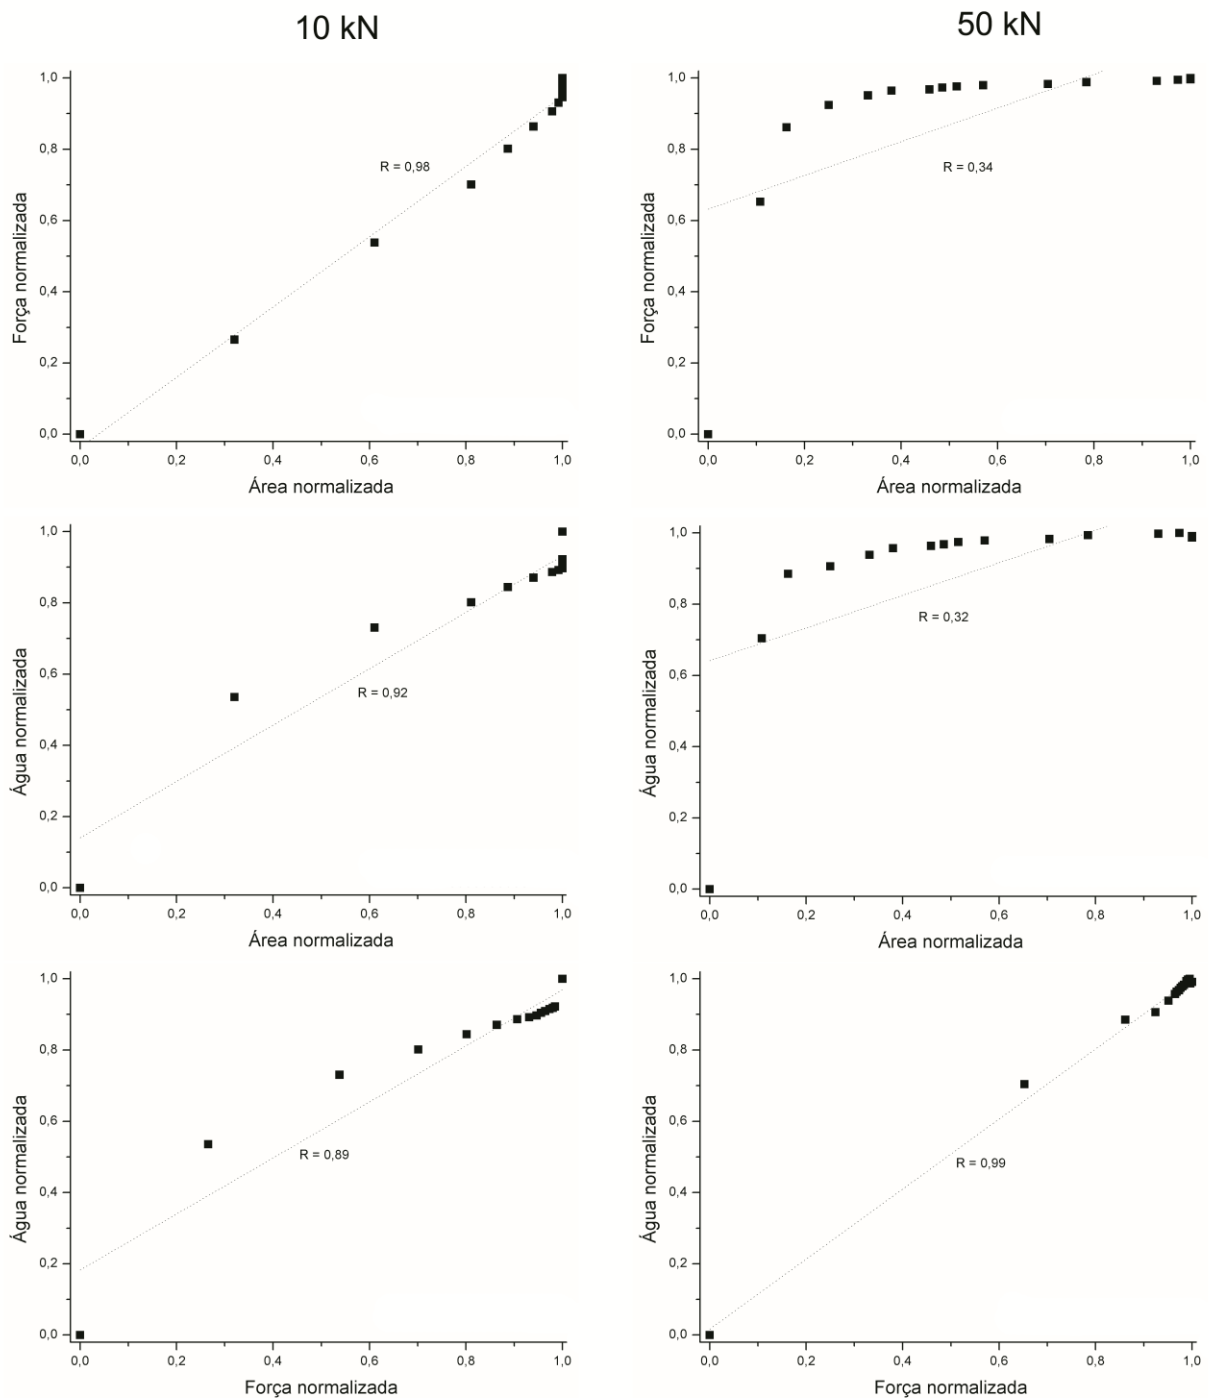 10 kN
50 kN
1,0
0,8
0,6
0,4
0,2
0,0
Força normalizada
R = 0,98
0,0 0,2 0,4 0,6 0,8 1,0
Área normalizada
1,0
0,8
0,6
0,4
0,2
0,0
Força normalizada
R = 0,34
0,0 0,2 0,4 0,6 0,8 1,0
Área normalizada
1,0
0,8
0,6
0,4
0,2
0,0
Água normalizada
R = 0,92
0,0 0,2 0,4 0,6 0,8 1,0
Área normalizada
1,0
0,8
0,6
0,4
0,2
0,0
Água normalizada
R = 0,32
0,0 0,2 0,4 0,6 0,8 1,0
Área normalizada
1,0
0,8
0,6
0,4
0,2
0,0
Água normalizada
R = 0,89
0,0 0,2 0,4 0,6 0,8 1,0
Força normalizada
1,0
0,8
0,6
0,4
0,2
0,0
Água normalizada
R = 0,99
0,0 0,2 0,4 0,6 0,8 1,0
Força normalizada